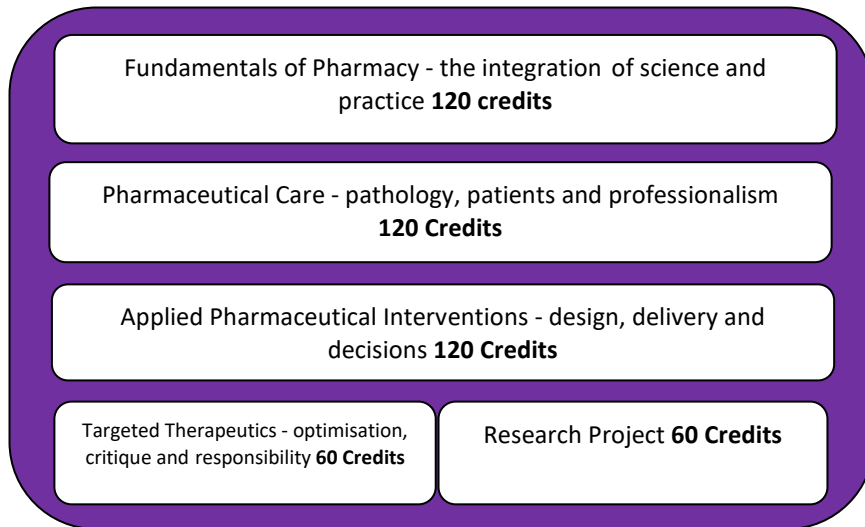 Fundamentals of Pharmacy - the integration of science and
practice 120 credits
Pharmaceutical Care - pathology, patients and professionalism
120 Credits
Applied Pharmaceutical Interventions - design, delivery and
decisions 120 Credits
Targeted Therapeutics - optimisation,
critique and responsibility 60 Credits
Research Project 60 Credits